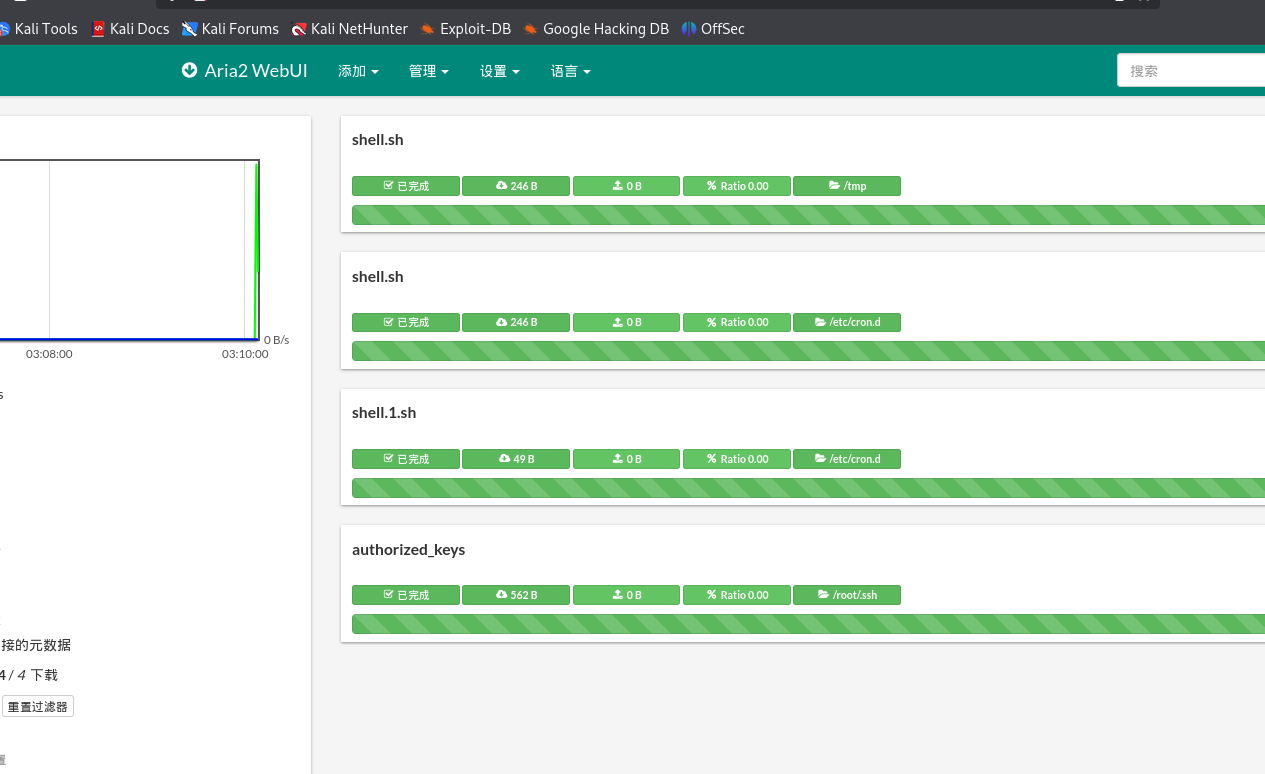 Kali Tools Kali Docs Kali Forums Kali NetHunter Exploit-DB Google Hacking DB OffSec
Aria2 WebUI 添加 管理 设置 语言 搜索
0 B/s
03:08:00 03:10:00
s
接的元数据
4 / 4 下载
重置过滤器
置
shell.sh
已完成 246 B 0 B Ratio 0.00 /tmp
shell.sh
已完成 246 B 0 B Ratio 0.00 /etc/cron.d
shell.1.sh
已完成 49 B 0 B Ratio 0.00 /etc/cron.d
authorized_keys
已完成 562 B 0 B Ratio 0.00 /root/.ssh